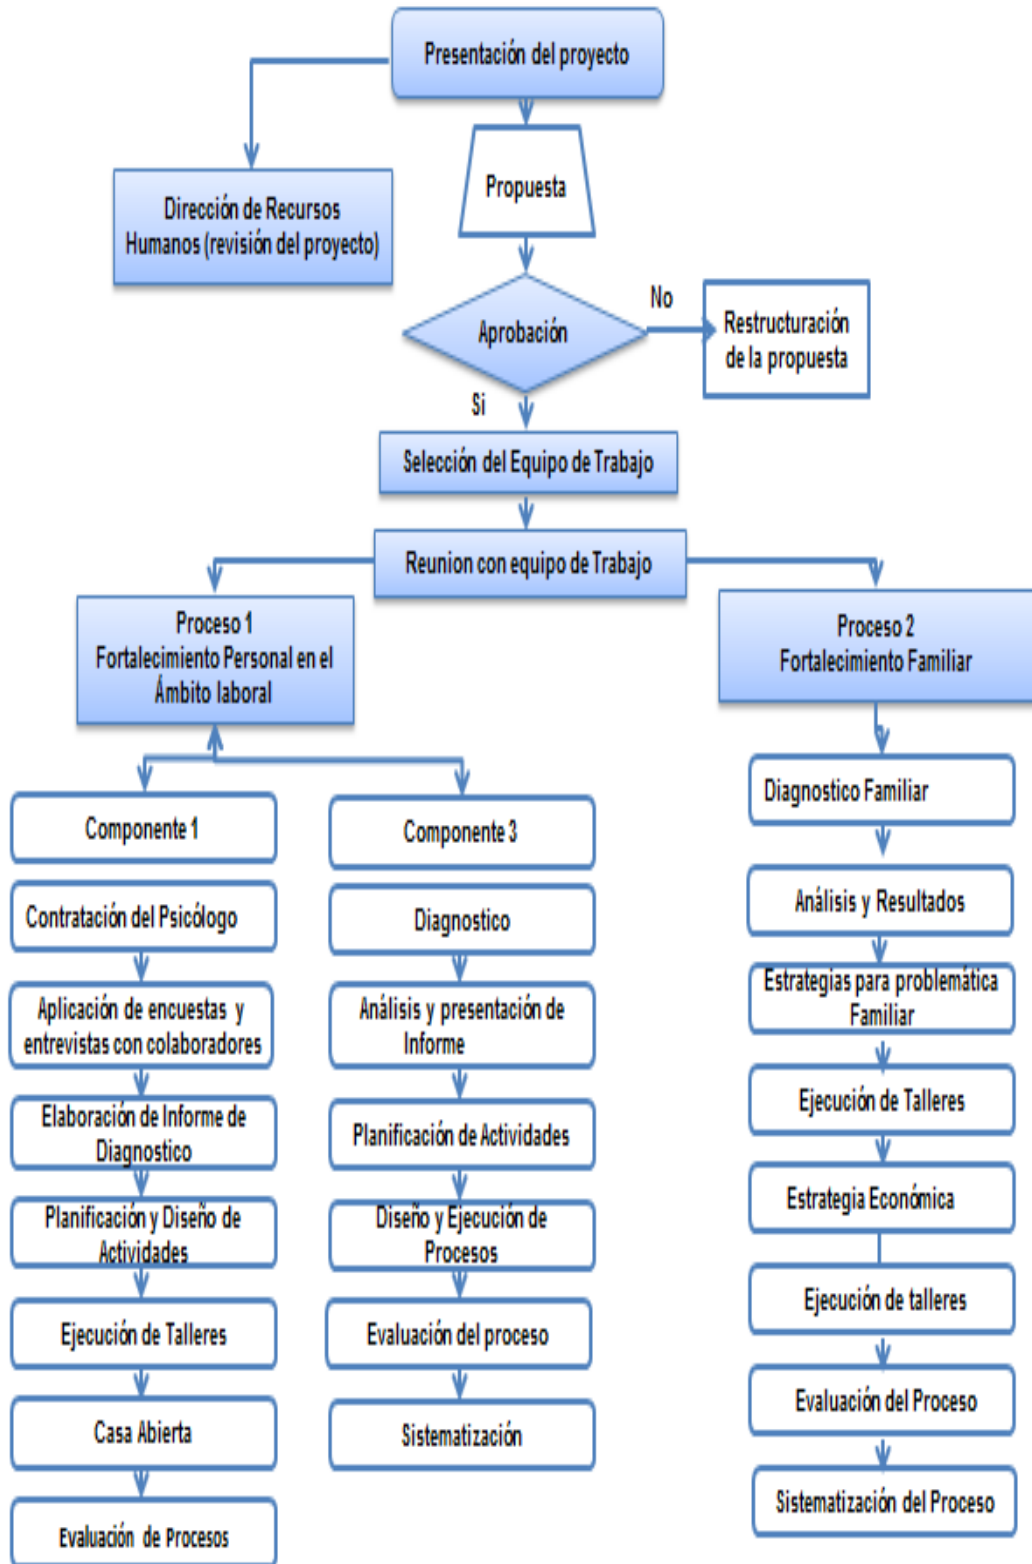 Presentación del proyecto
Propuesta
Dirección de Recursos
Humanos (revisión del proyecto)
Aprobación
No
Restructuración
de la propuesta
Si
Selección del Equipo de Trabajo
Reunion con equipo de Trabajo
Proceso 1
Fortalecimiento Personal en el
Ámbito laboral
Proceso 2
Fortalecimiento Familiar
Componente 1
Contratación del Psicólogo
Aplicación de encuestas y
entrevistas con colaboradores
Elaboración de Informe de
Diagnostico
Planificación y Diseño de
Actividades
Ejecución de Talleres
Casa Abierta
Evaluación de Procesos
Componente 3
Diagnostico
Análisis y presentación de
Informe
Planificación de Actividades
Diseño y Ejecución de
Procesos
Evaluación del proceso
Sistematización
Diagnostico Familiar
Análisis y Resultados
Estrategias para problemática
Familiar
Ejecución de Talleres
Estrategia Económica
Ejecución de talleres
Evaluación del Proceso
Sistematización del Proceso